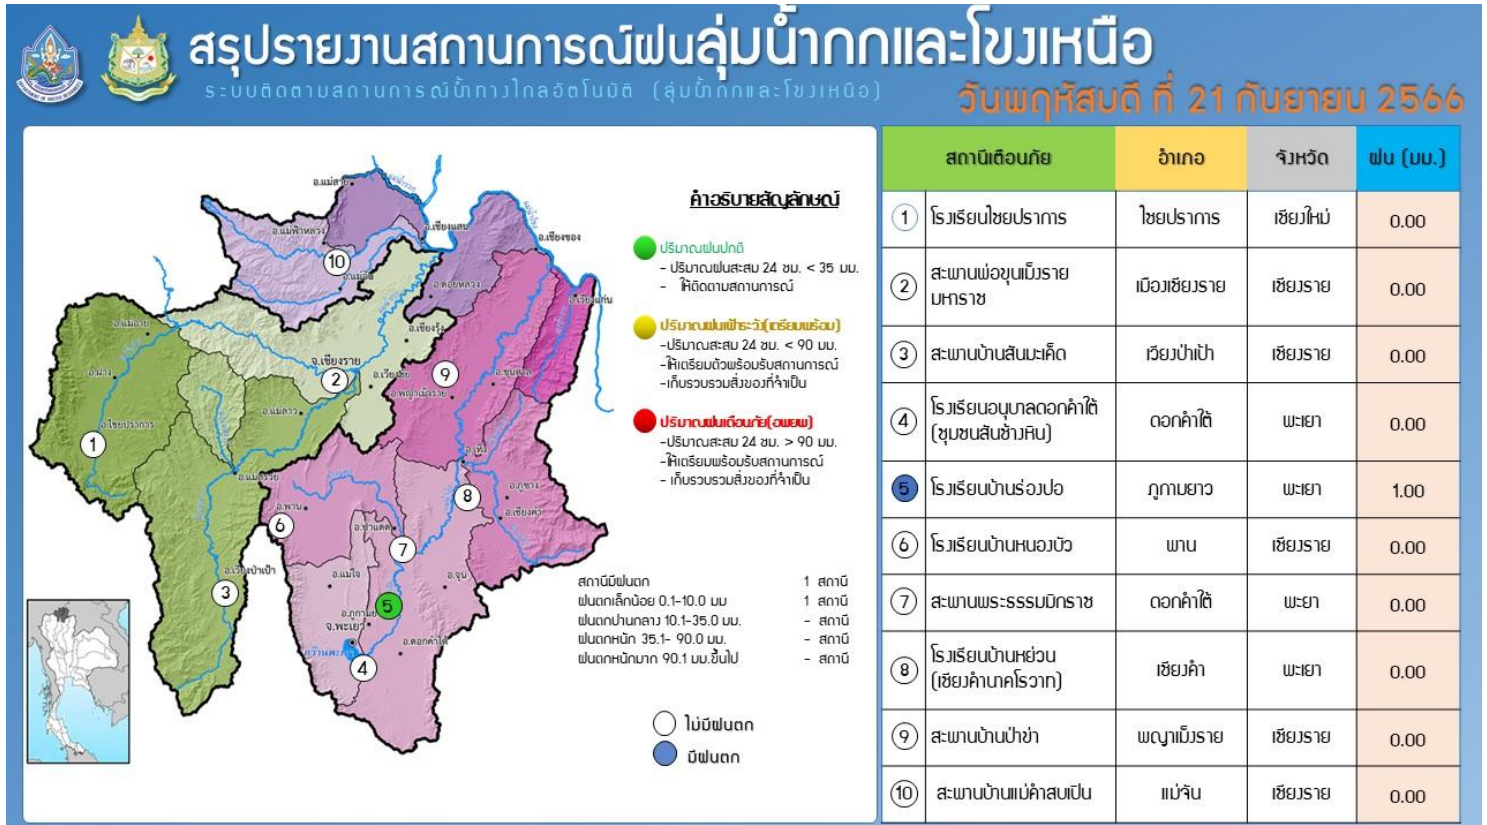 สรุปรายงานสถานการณ์ฝนลุ่มน้ำกกและโขงเหนือ
ระบบติดตามสถานการณ์น้ำทางไกลอัตโนมัติ (ลุ่มน้ำกกและโขงเหนือ)
วันพฤหัสบดี ที่ 21 กันยายน 2566
คำอธิบายสัญลักษณ์
ปริมาณฝนปกติ
- ปริมาณฝนสะสม 24 ชม. < 35 มม.
- ให้ติดตามสถานการณ์
ปริมาณฝนเฝ้าระวัง(เตรียมพร้อม)
-ปริมาณสะสม 24 ชม. < 90 มม.
-ให้เตรียมตัวพร้อมรับสถานการณ์
-เก็บรวบรวมสิ่งของที่จำเป็น
ปริมาณฝนเตือนภัย(อพยพ)
-ปริมาณสะสม 24 ชม. > 90 มม.
-ให้เตรียมพร้อมรับสถานการณ์
- เก็บรวบรวมสิ่งของที่จำเป็น
อ.แม่สาย
อ.แม่ฟ้าหลวง
อ.เชียงแสน
อ.เชียงของ
10
อ.ดอยหลวง
อ.เวียงแก่น
อ.แม่อาย
อ.เชียงรุ้ง
จ.เชียงราย
2
อ.ฝาง
9
อ.ขุนตาล
อ.พญาเม็งราย
อ.แม่ลาว
อ.ไชยปราการ
1
อ.เทิง
อ.แม่สรวย
8
อ.ภูซาง
อ.เชียงคำ
อ.พาน
6
อ.ป่าแดด
7
อ.เวียงป่าเป้า
3
อ.แม่ใจ
อ.จุน
5
จ.พะเยา
อ.ดอกคำใต้
4
สถานีมีฝนตก 1 สถานี
ฝนตกเล็กน้อย 0.1-10.0 มม 1 สถานี
ฝนตกปานกลาง 10.1-35.0 มม. - สถานี
ฝนตกหนัก 35.1- 90.0 มม. - สถานี
ฝนตกหนักมาก 90.1 มม.ขึ้นไป - สถานี
ไม่มีฝนตก
มีฝนตก
สถานีเตือนภัย อำเภอ จังหวัด ฝน (มม.)
1 โรงเรียนไชยปราการ ไชยปราการ เชียงใหม่ 0.00
2 สะพานพ่อขุนเม็งราย
มหาราช เมืองเชียงราย เชียงราย 0.00
3 สะพานบ้านสันมะเค็ด เวียงป่าเป้า เชียงราย 0.00
4 โรงเรียนอนุบาลดอกคำใต้
(ชุมชนสันช้างหิน) ดอกคำใต้ พะเยา 0.00
5 โรงเรียนบ้านร่องปอ ภูกามยาว พะเยา 1.00
6 โรงเรียนบ้านหนองบัว พาน เชียงราย 0.00
7 สะพานพระธรรมมิกราช ดอกคำใต้ พะยา 0.00
8 โรงเรียนบ้านหย่วน
(เชียงคำนาคโรวาท) เชียงคำ พะเยา 0.00
9 สะพานบ้านป่าข่า พญาเม็งราย เชียงราย 0.00
10 สะพานบ้านแม่คำสบเปิน แม่จัน เชียงราย 0.00